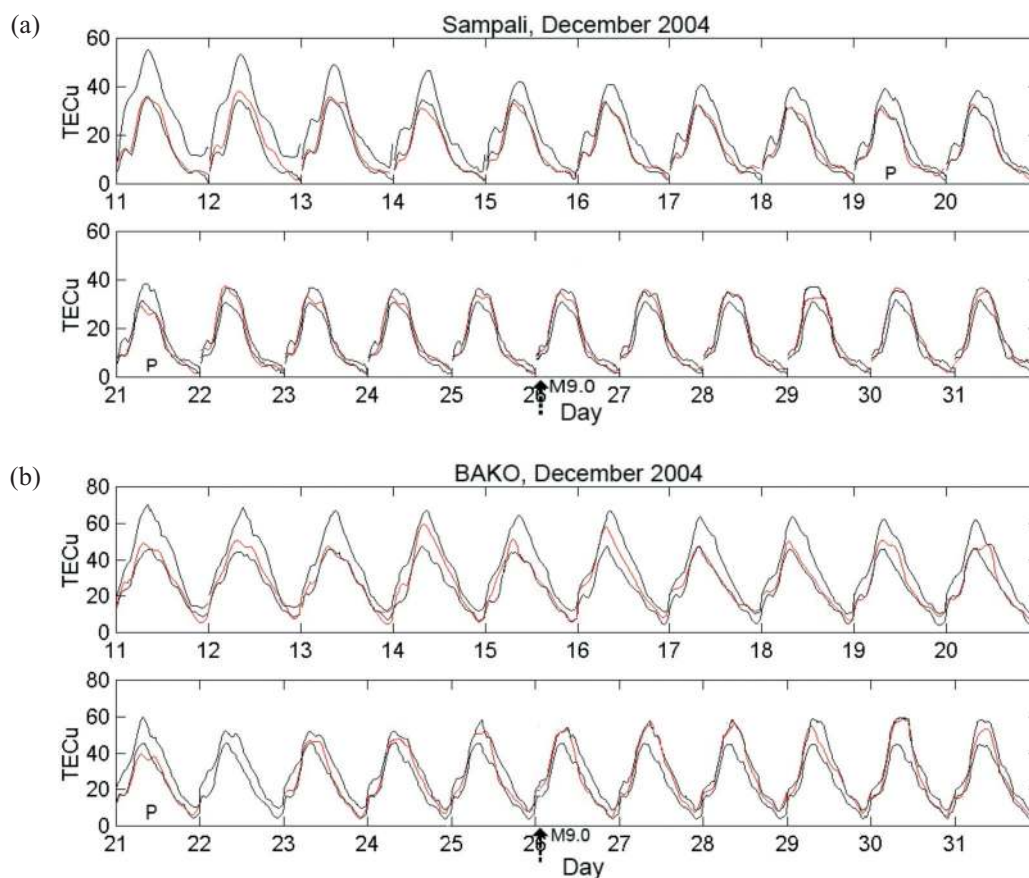 (a)
Sampali, December 2004
60
40
20
0
TECu
P
11 12 13 14 15 16 17 18 19 20
60
40
20
0
TECu
P
21 22 23 24 25 26 27 28 29 30 31
M9.0
Day
(b)
BAKO, December 2004
80
60
40
20
0
TECu
11 12 13 14 15 16 17 18 19 20
80
60
40
20
0
TECu
P
21 22 23 24 25 26 27 28 29 30 31
M9.0
Day